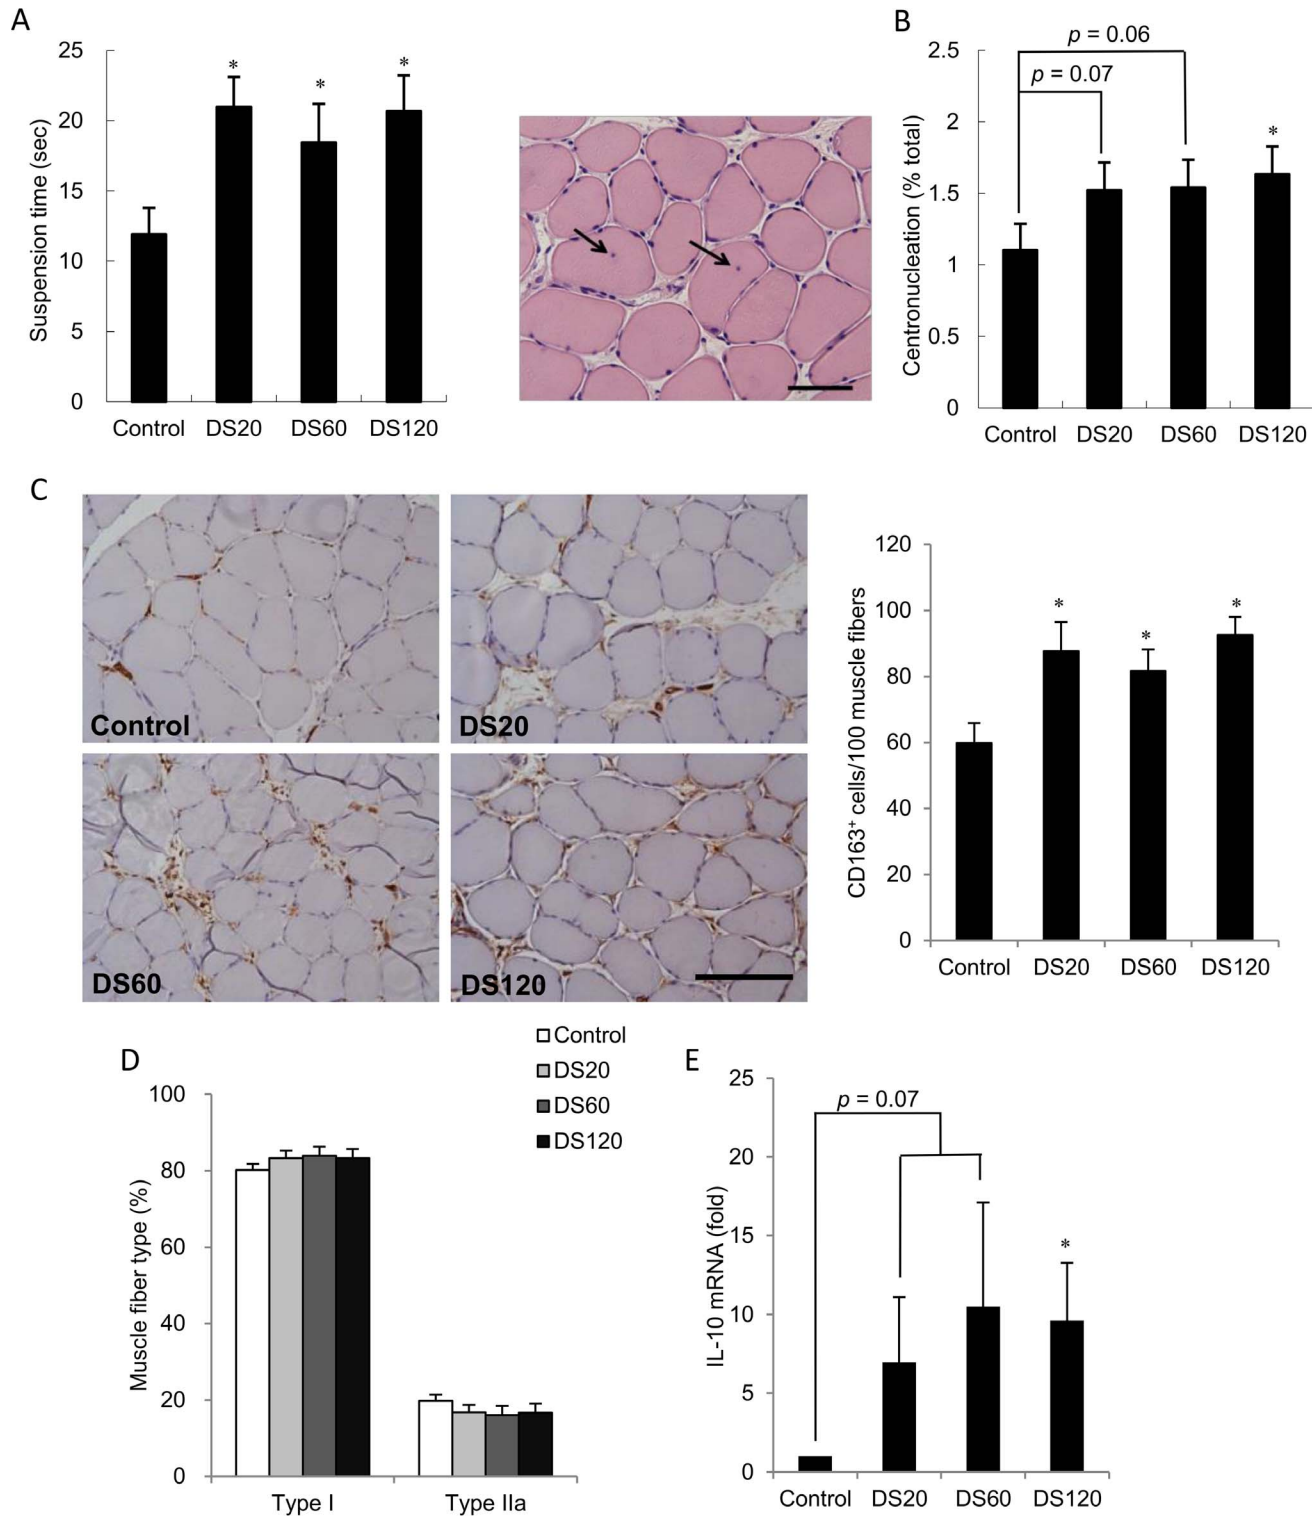 A
25
20
15
10
5
0
Suspension time (sec)
*
*
*
Control DS20 DS60 DS120
B
2.5
2
1.5
1
0.5
0
Centronucleation (% total)
p = 0.06
p = 0.07
*
Control DS20 DS60 DS120
C
Control
DS20
DS60
DS120
120
100
80
60
40
20
0
CD163⁺ cells/100 muscle fibers
*
*
*
Control DS20 DS60 DS120
D
Control
DS20
DS60
DS120
100
80
60
40
20
0
Muscle fiber type (%)
Type I Type IIa
E
25
20
15
10
5
0
IL-10 mRNA (fold)
p = 0.07
*
Control DS20 DS60 DS120